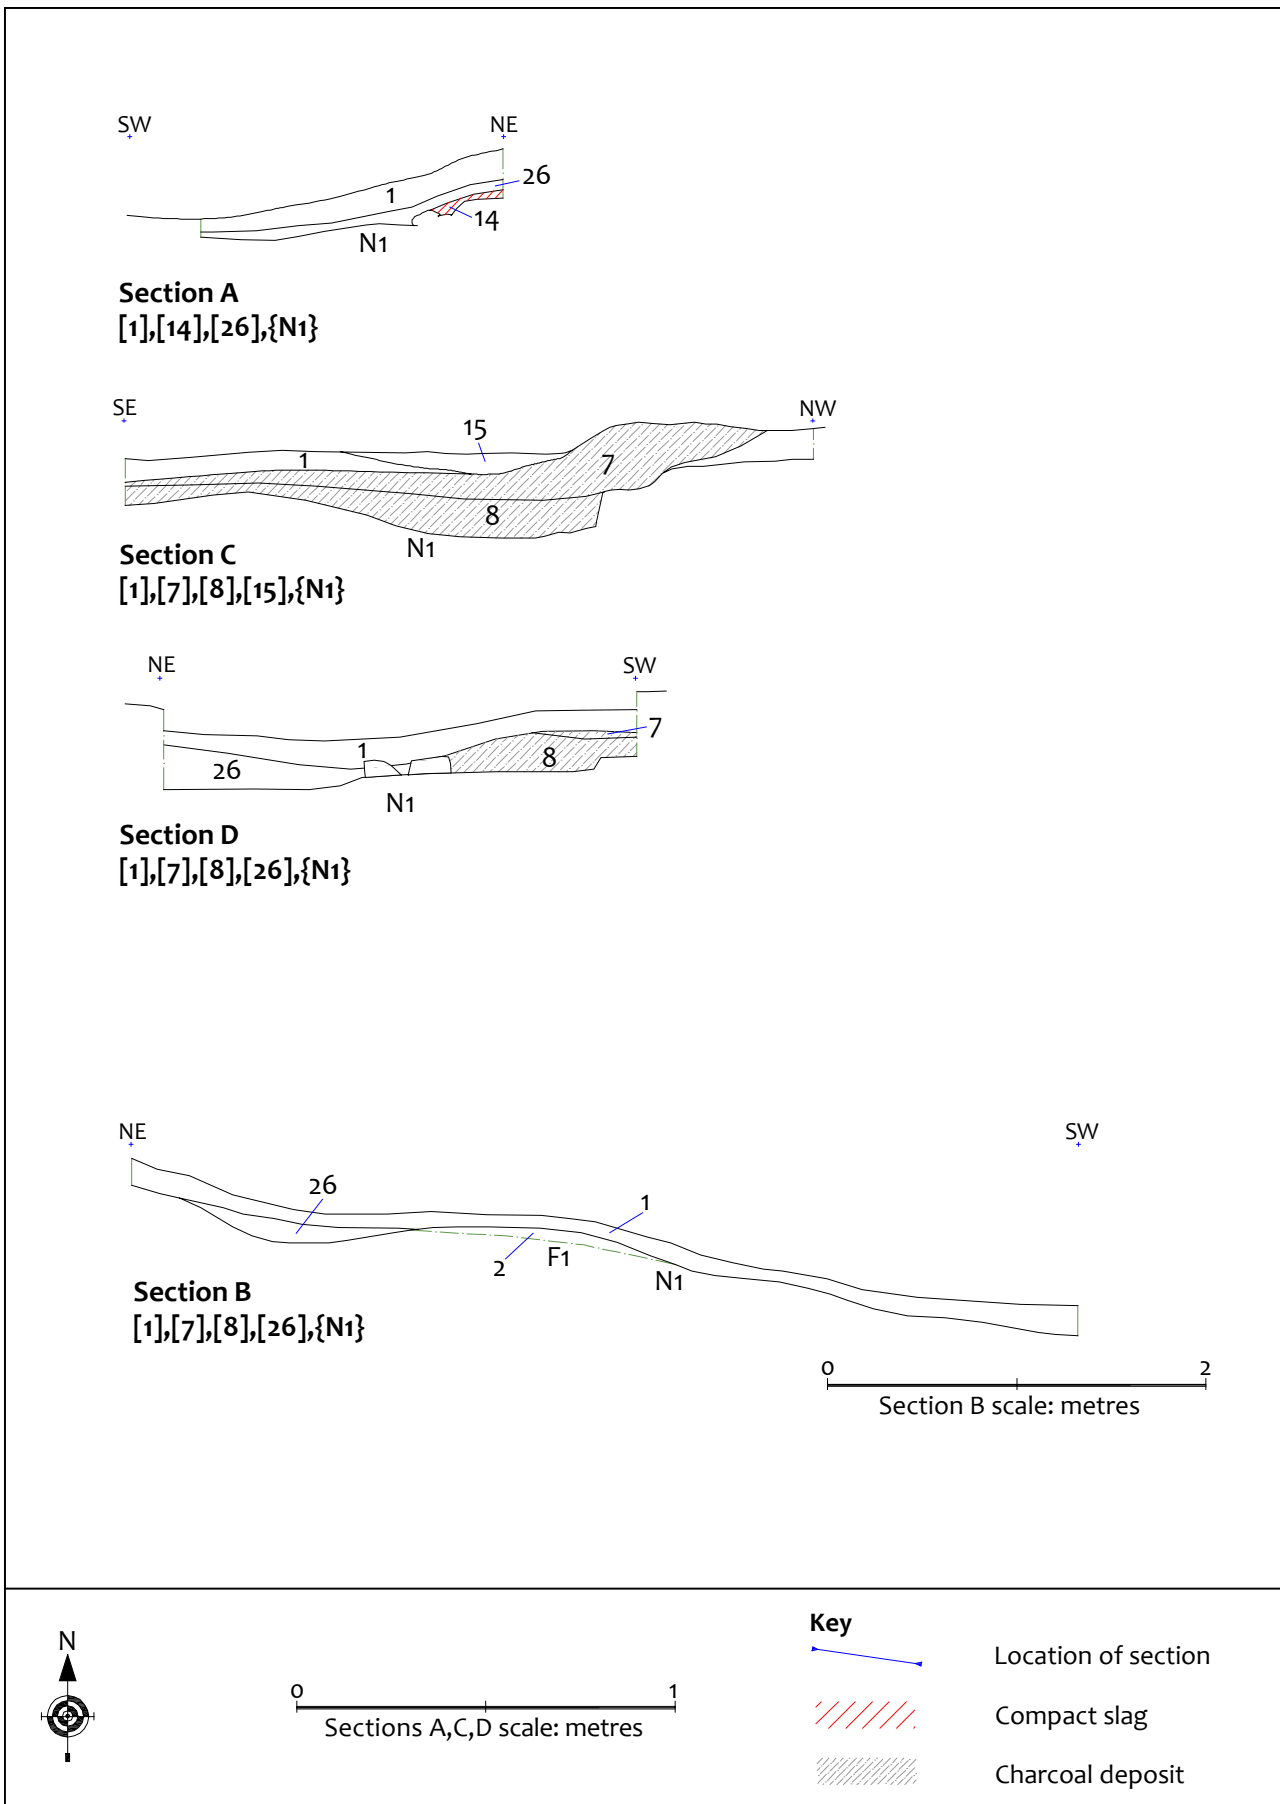 SW NE
26
1
14
N1
Section A
[1],[14],[26],{N1}
SE NW
15
1
7
8
N1
Section C
[1],[7],[8],[15],{N1}
NE SW
7
1
8
26
N1
Section D
[1],[7],[8],[26],{N1}
NE SW
26
1
2 F1
N1
Section B
[1],[7],[8],[26],{N1}
0 2
Section B scale: metres
Key
N
Location of section
0 1
Sections A,C,D scale: metres
Compact slag
Charcoal deposit